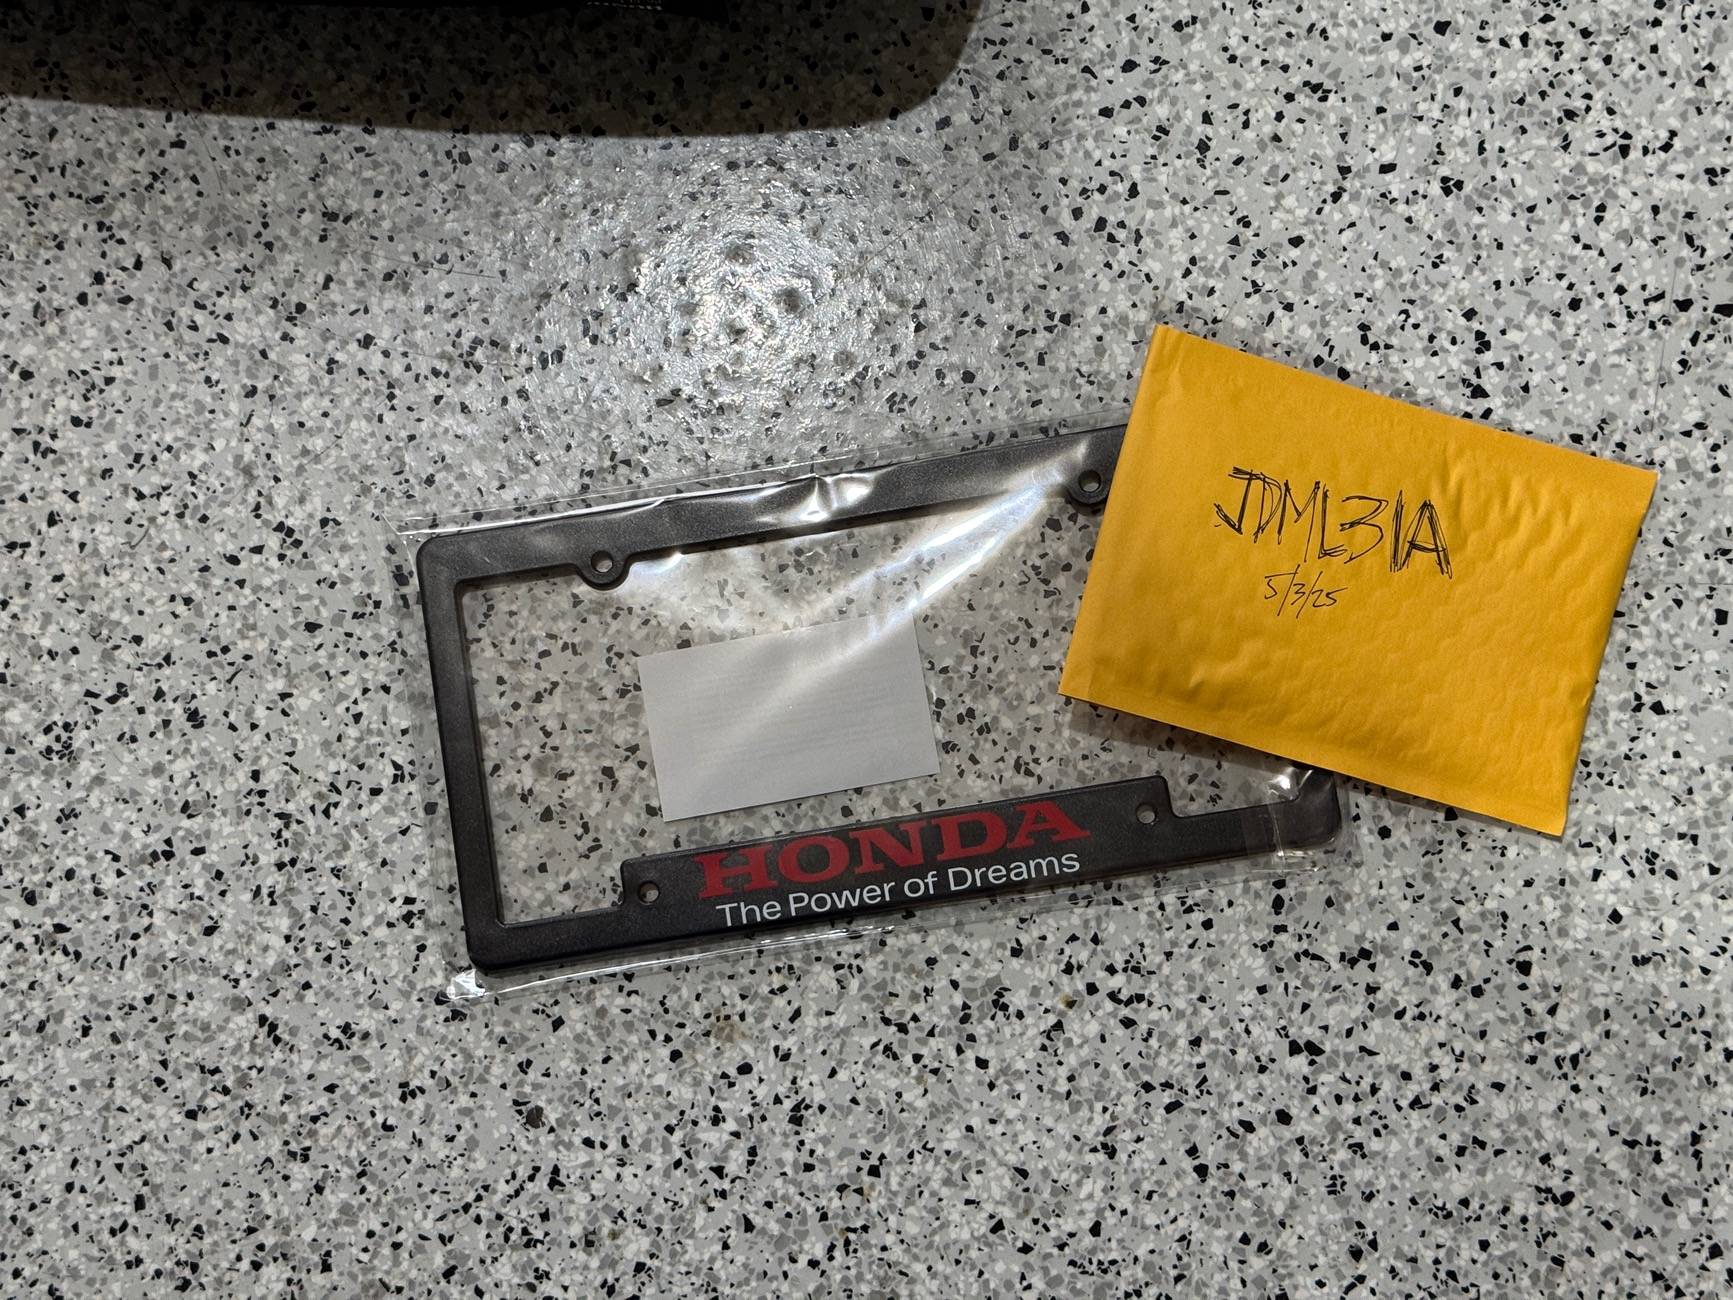 JDML31A
5/3/25
HONDA
The Power of Dreams